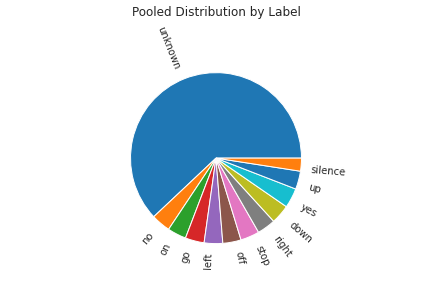 Pooled Distribution by Label
unknown
no
on
go
left
off
stop
right
down
yes
up
silence